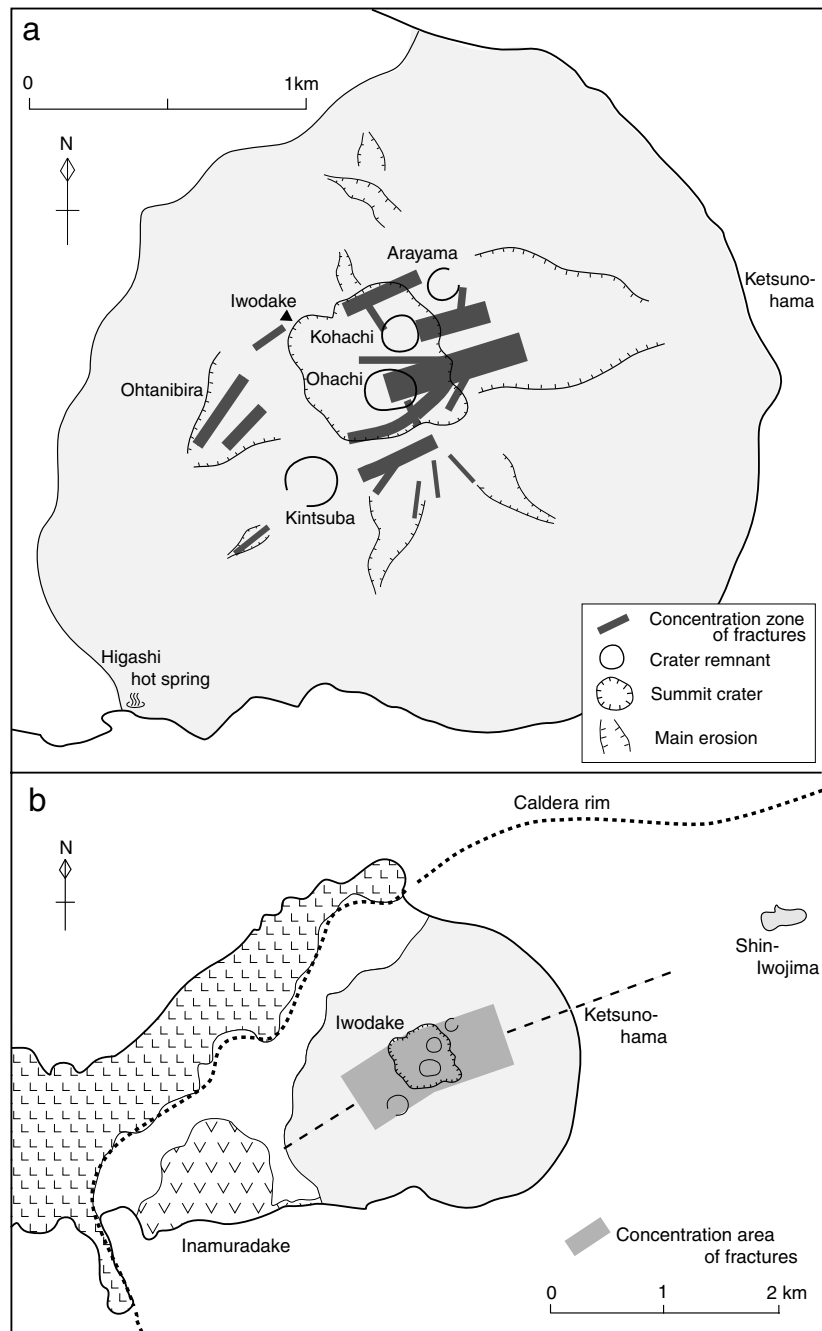 a
0
1km
N
Arayama
Ketsuno-
hama
Iwodake
Kohachi
Ohachi
Ohtanibira
Kintsuba
Higashi
hot spring
Concentration zone
of fractures
Crater remnant
Summit crater
Main erosion
b
Caldera rim
N
Shin-
Iwojima
Iwodake
Ketsuno-
hama
Inamuradake
Concentration area
of fractures
0
1
2 km